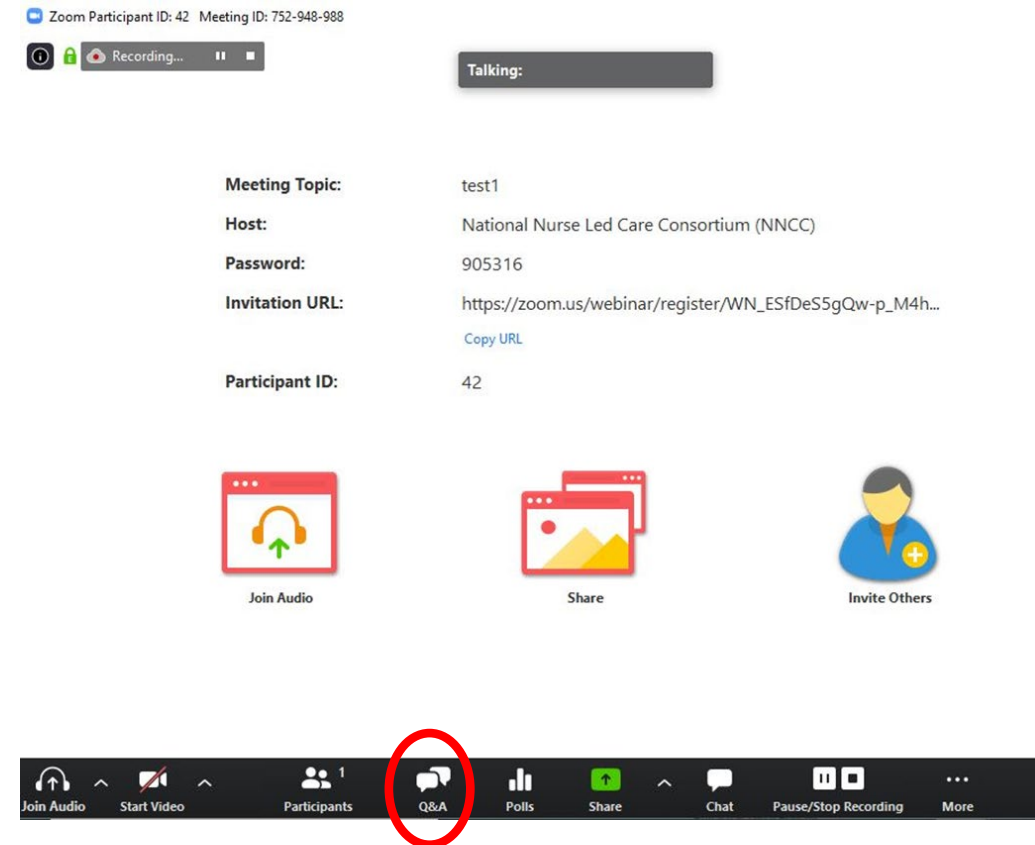 Zoom Participant ID: 42 Meeting ID: 752-948-988
Recording...
Talking:
Meeting Topic: test1
Host: National Nurse Led Care Consortium (NNCC)
Password: 905316
Invitation URL: https://zoom.us/webinar/register/WN_ESfDeS5gQw-p_M4h...
Copy URL
Participant ID: 42
Join Audio Share Invite Others
1
Join Audio Start Video Participants Q&A Polls Share Chat Pause/Stop Recording More